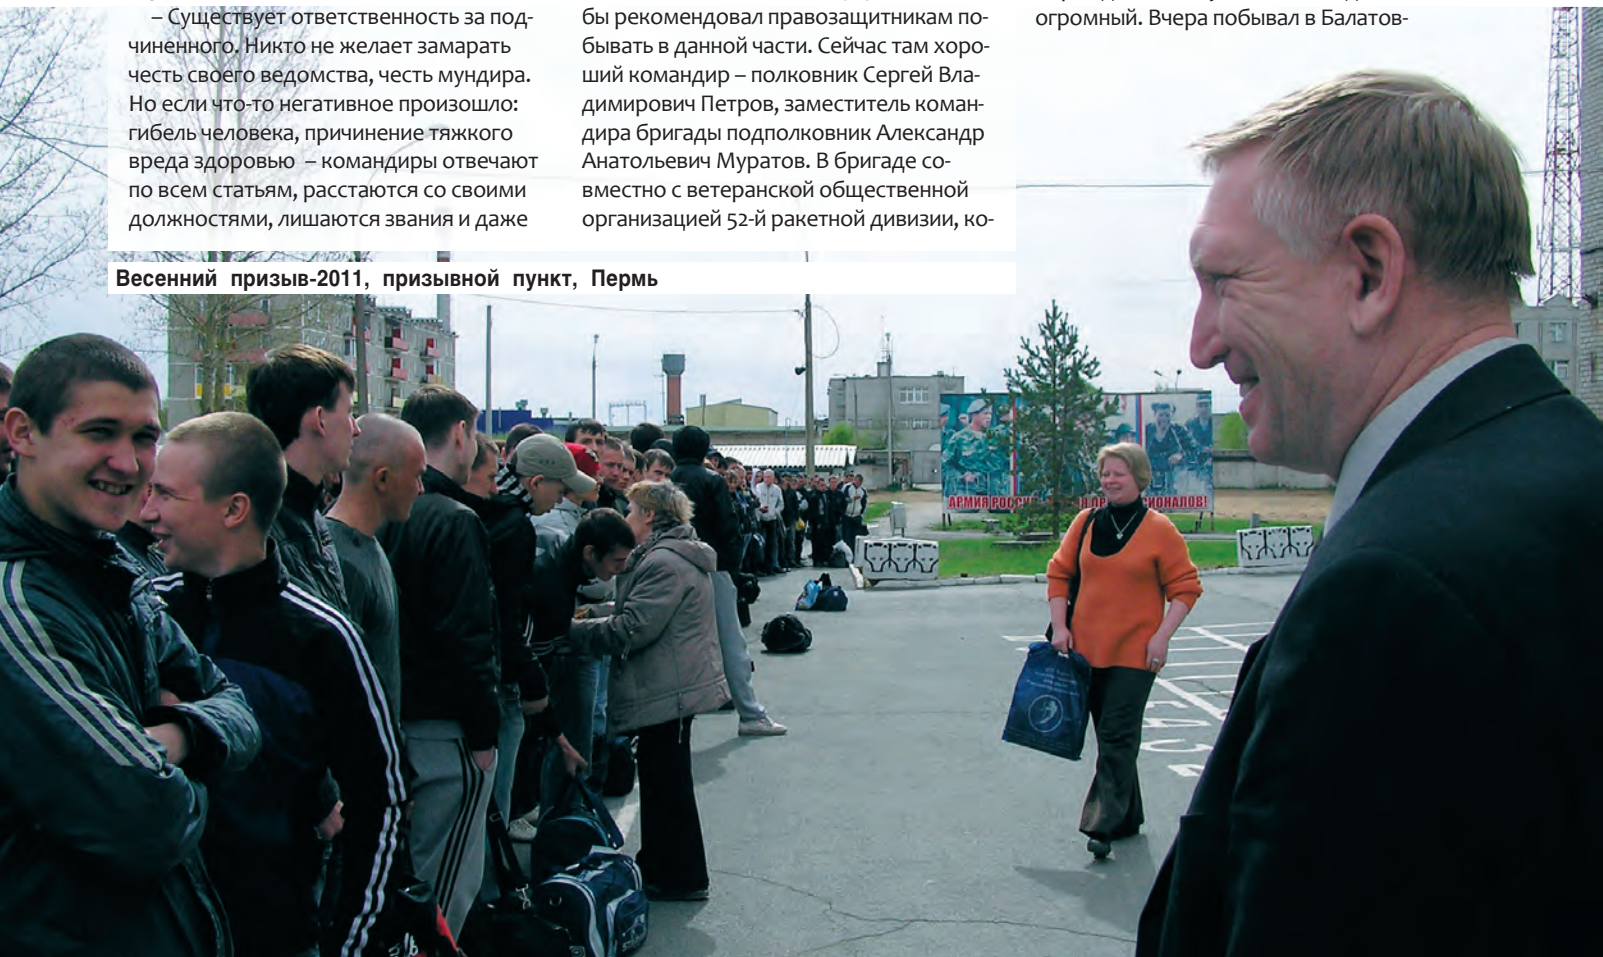 – Существует ответственность за под-
чиненного. Никто не желает замарать
честь своего ведомства, честь мундира.
Но если что-то негативное произошло:
гибель человека, причинение тяжкого
вреда здоровью – командиры отвечают
по всем статьям, расстаются со своими
должностями, лишаются звания и даже
бы рекомендовал правозащитникам по-
бывать в данной части. Сейчас там хоро-
ший командир – полковник Сергей Вла-
димирович Петров, заместитель коман-
дира бригады подполковник Александр
Анатольевич Муратов. В бригаде со-
вместно с ветеранской общественной
организацией 52-й ракетной дивизии, ко-
огромный. Вчера побывал в Балатов-
Весенний призыв-2011, призывной пункт, Пермь
АРМИЯ